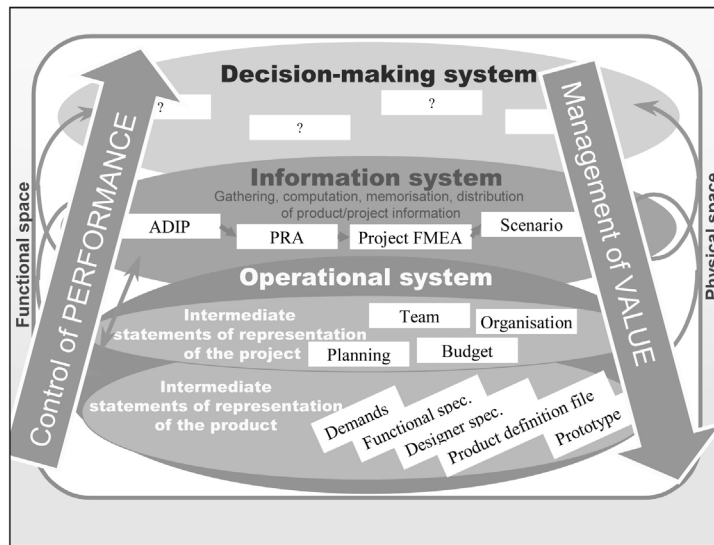 Decision-making system
?
?
?
Information system
Gathering, computation, memorisation, distribution
of product/project information
ADIP
PRA
Project FMEA
Scenario
Operational system
Intermediate
statements of representation
of the project
Team
Organisation
Planning
Budget
Intermediate
statements of representation
of the product
Demands
Functional spec.
Designer spec.
Product definition file
Prototype
Functional space
Control of PERFORMANCE
Management of VALUE
Physical space